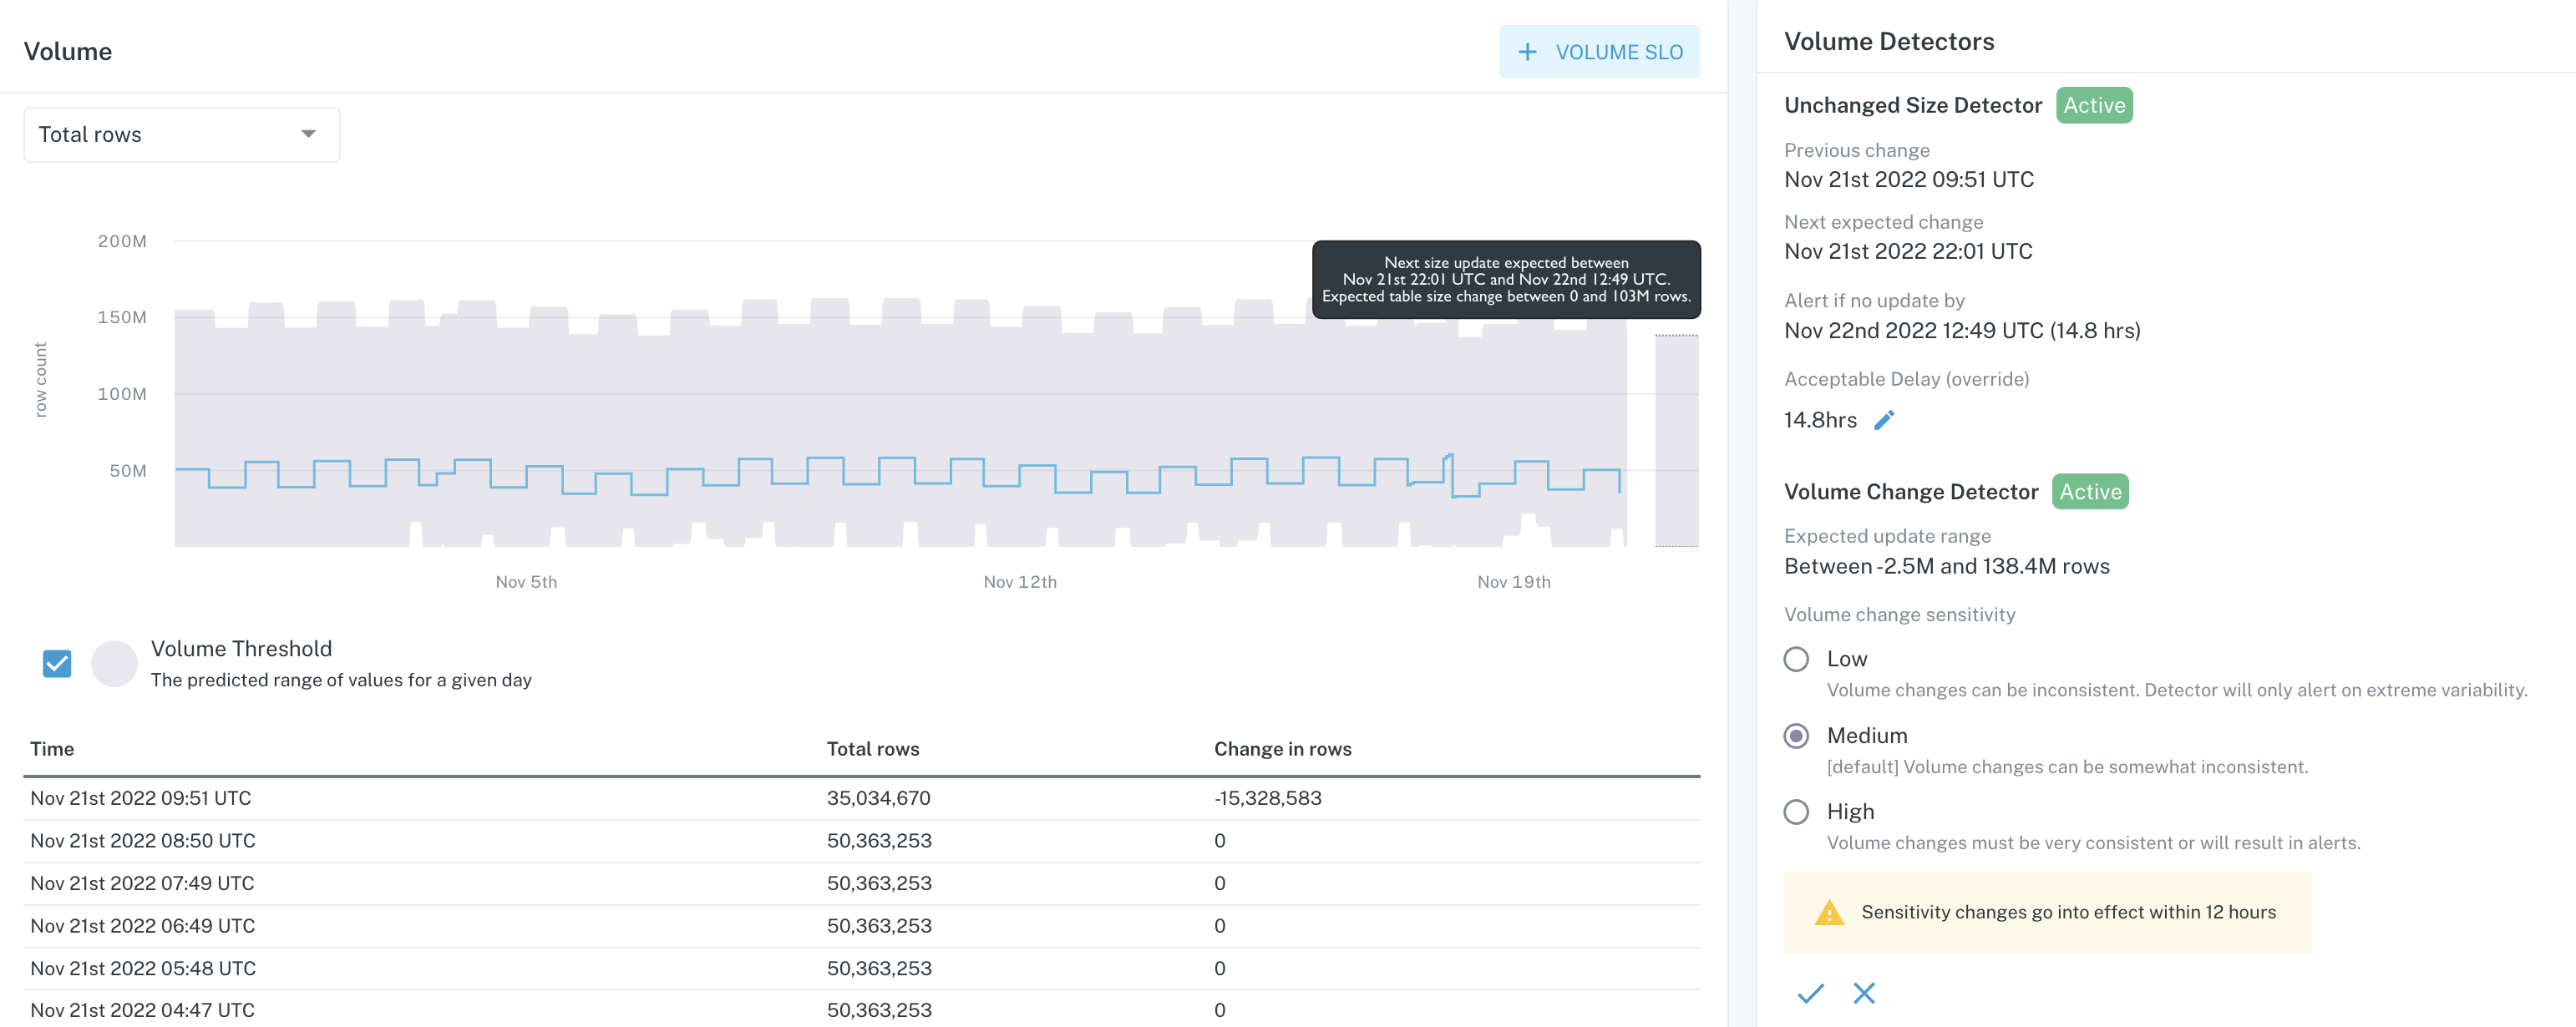 Volume
+ VOLUME SLO
Total rows
200M
150M
100M
50M
row count
Next size update expected between
Nov 21st 22:01 UTC and Nov 22nd 12:49 UTC.
Expected table size change between 0 and 103M rows.
Nov 5th
Nov 12th
Nov 19th
Volume Threshold
The predicted range of values for a given day
Time Total rows Change in rows
Nov 21st 2022 09:51 UTC 35,034,670 -15,328,583
Nov 21st 2022 08:50 UTC 50,363,253 0
Nov 21st 2022 07:49 UTC 50,363,253 0
Nov 21st 2022 06:49 UTC 50,363,253 0
Nov 21st 2022 05:48 UTC 50,363,253 0
Nov 21st 2022 04:47 UTC 50,363,253 0
Volume Detectors
Unchanged Size Detector Active
Previous change
Nov 21st 2022 09:51 UTC
Next expected change
Nov 21st 2022 22:01 UTC
Alert if no update by
Nov 22nd 2022 12:49 UTC (14.8 hrs)
Acceptable Delay (override)
14.8hrs
Volume Change Detector Active
Expected update range
Between -2.5M and 138.4M rows
Volume change sensitivity
Low
Volume changes can be inconsistent. Detector will only alert on extreme variability.
Medium
[default] Volume changes can be somewhat inconsistent.
High
Volume changes must be very consistent or will result in alerts.
Sensitivity changes go into effect within 12 hours